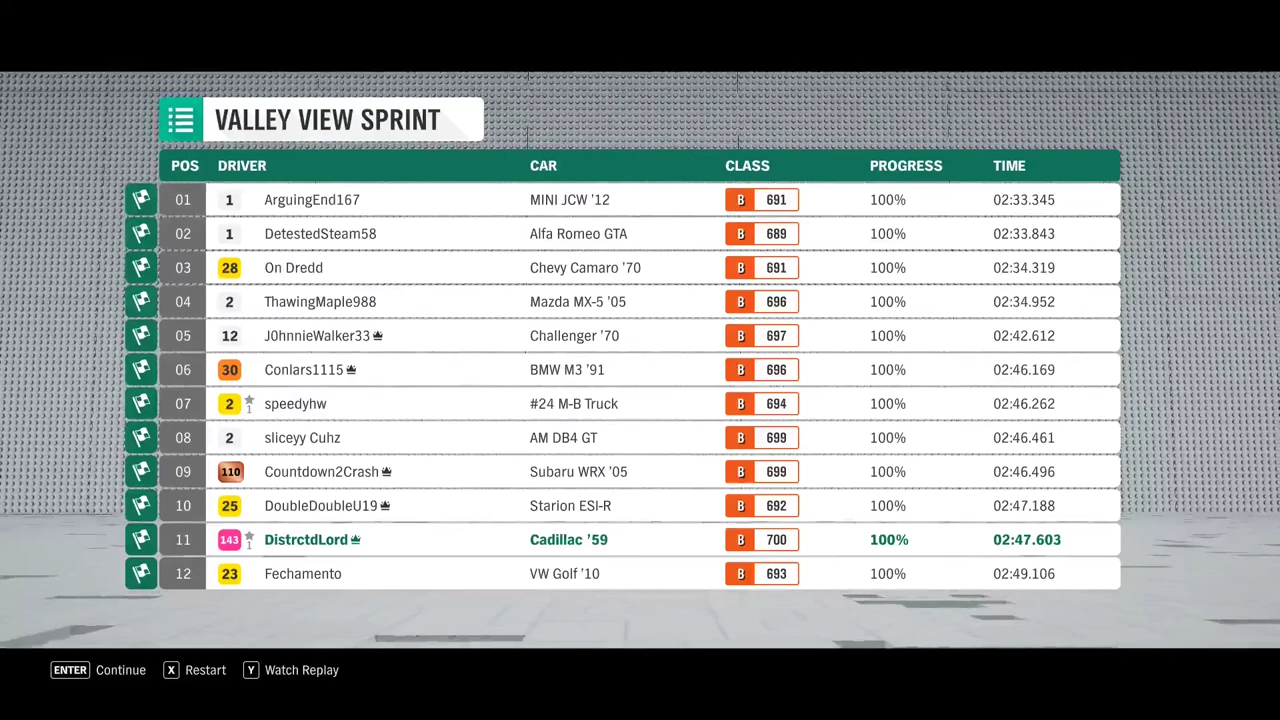 VALLEY VIEW SPRINT
POS DRIVER CAR CLASS PROGRESS TIME
01 1 ArguingEnd167 MINI JCW '12 B 691 100% 02:33.345
02 1 DetestedSteam58 Alfa Romeo GTA B 689 100% 02:33.843
03 28 On Dredd Chevy Camaro '70 B 691 100% 02:34.319
04 2 ThawingMaple988 Mazda MX-5 '05 B 696 100% 02:34.952
05 12 J0hnnieWalker33 Challenger '70 B 697 100% 02:42.612
06 30 Conlars1115 BMW M3 '91 B 696 100% 02:46.169
07 2 1 speedyhw #24 M-B Truck B 694 100% 02:46.262
08 2 sliceyy Cuhz AM DB4 GT B 699 100% 02:46.461
09 110 Countdown2Crash Subaru WRX '05 B 699 100% 02:46.496
10 25 DoubleDoubleU19 Starion ESI-R B 692 100% 02:47.188
11 143 1 DistrctdLord Cadillac '59 B 700 100% 02:47.603
12 23 Fechamento VW Golf '10 B 693 100% 02:49.106
ENTER Continue X Restart Y Watch Replay